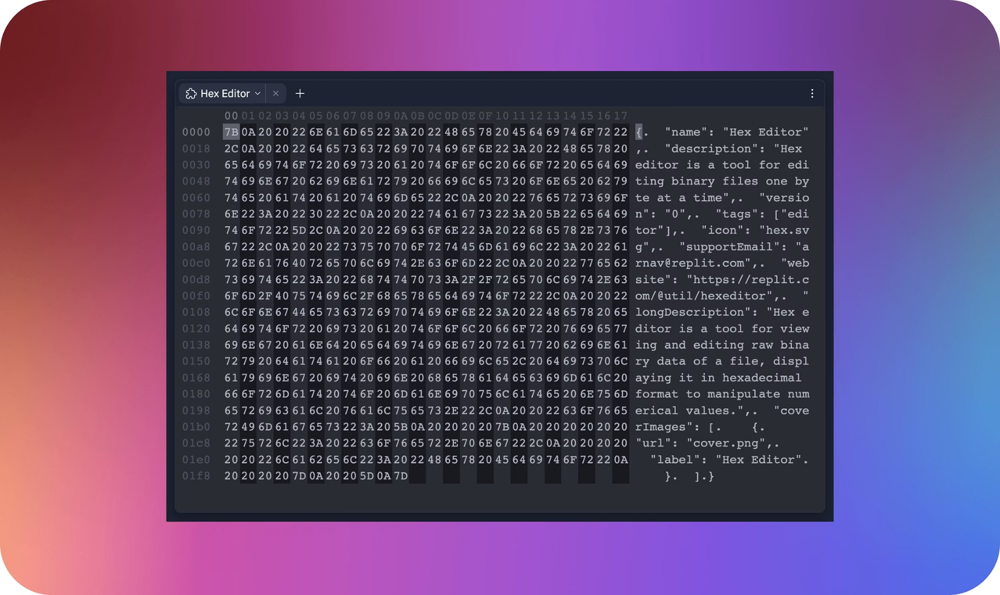 Hex Editor
00 01 02 03 04 05 06 07 08 09 0A 0B 0C 0D 0E 0F 10 11 12 13 14 15 16 17
0000 7B 0A 20 20 22 6E 61 6D 65 22 3A 20 22 48 65 78 20 45 64 69 74 6F 72 22 {.  "name": "Hex Editor"
0018 2C 0A 20 20 22 64 65 73 63 72 69 70 74 69 6F 6E 22 3A 20 22 48 65 78 20 ,.  "description": "Hex
0030 65 64 69 74 6F 72 20 69 73 20 61 20 74 6F 6F 6C 20 66 6F 72 20 65 64 69 editor is a tool for edi
0048 74 69 6E 67 20 62 69 6E 61 72 79 20 66 69 6C 65 73 20 6F 6E 65 20 62 79 ting binary files one by
0060 74 65 20 61 74 20 61 20 74 69 6D 65 22 2C 0A 20 20 22 76 65 72 73 69 6F te at a time",.  "versio
0078 6E 22 3A 20 22 30 22 2C 0A 20 20 22 74 61 67 73 22 3A 20 5B 22 65 64 69 n": "0",.  "tags": ["edi
0090 74 6F 72 22 5D 2C 0A 20 20 22 69 63 6F 6E 22 3A 20 22 68 65 78 2E 73 76 tor"],.  "icon": "hex.sv
00a8 67 22 2C 0A 20 20 22 73 75 70 70 6F 72 74 45 6D 61 69 6C 22 3A 20 22 61 g",.  "supportEmail": "a
00c0 72 6E 61 76 40 72 65 70 6C 69 74 2E 63 6F 6D 22 2C 0A 20 20 22 77 65 62 rnav@replit.com",.  "web
00d8 73 69 74 65 22 3A 20 22 68 74 74 70 73 3A 2F 2F 72 65 70 6C 69 74 2E 63 site": "https://replit.c
00f0 6F 6D 2F 40 75 74 69 6C 2F 68 65 78 65 64 69 74 6F 72 22 2C 0A 20 20 22 om/@util/hexeditor",.  "
0108 6C 6F 6E 67 44 65 73 63 72 69 70 74 69 6F 6E 22 3A 20 22 48 65 78 20 65 longDescription": "Hex e
0120 64 69 74 6F 72 20 69 73 20 61 20 74 6F 6F 6C 20 66 6F 72 20 76 69 65 77 ditor is a tool for view
0138 69 6E 67 20 61 6E 64 20 65 64 69 74 69 6E 67 20 72 61 77 20 62 69 6E 61 ing and editing raw bina
0150 72 79 20 64 61 74 61 20 6F 66 20 61 20 66 69 6C 65 2C 20 64 69 73 70 6C ry data of a file, displ
0168 61 79 69 6E 67 20 69 74 20 69 6E 20 68 65 78 61 64 65 63 69 6D 61 6C 20 aying it in hexadecimal
0180 66 6F 72 6D 61 74 20 74 6F 20 6D 61 6E 69 70 75 6C 61 74 65 20 6E 75 6D format to manipulate num
0198 65 72 69 63 61 6C 20 76 61 6C 75 65 73 2E 22 2C 0A 20 20 22 63 6F 76 65 erical values.",.  "cove
01b0 72 49 6D 61 67 65 73 22 3A 20 5B 0A 20 20 20 20 7B 0A 20 20 20 20 20 20 rImages": [.    {.
01c8 22 75 72 6C 22 3A 20 22 63 6F 76 65 72 2E 70 6E 67 22 2C 0A 20 20 20 20 "url": "cover.png",.
01e0 20 20 22 6C 61 62 65 6C 22 3A 20 22 48 65 78 20 45 64 69 74 6F 72 22 0A   "label": "Hex Editor".
01f8 20 20 20 20 7D 0A 20 20 5D 0A 7D     }.  ].}